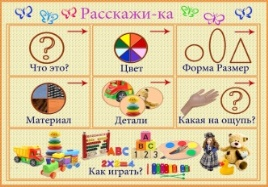 Расскажи-ка
Что это?
Цвет
Форма Размер
Материал
Детали
Какая на ощупь?
Как играть?